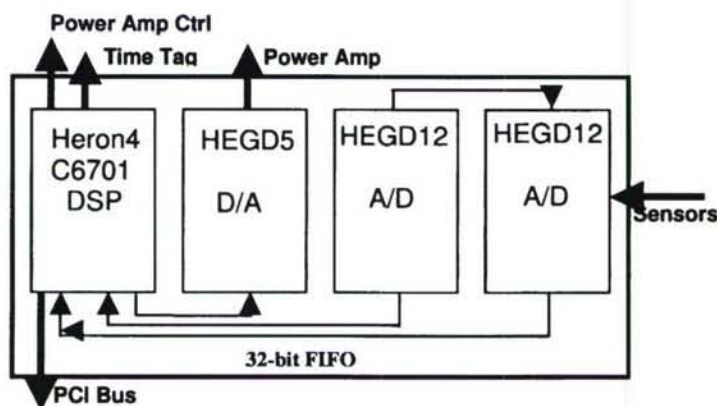 Power Amp Ctrl
Time Tag
Power Amp
Heron4
C6701
DSP
HEGD5
D/A
HEGD12
A/D
HEGD12
A/D
Sensors
32-bit FIFO
PCI Bus